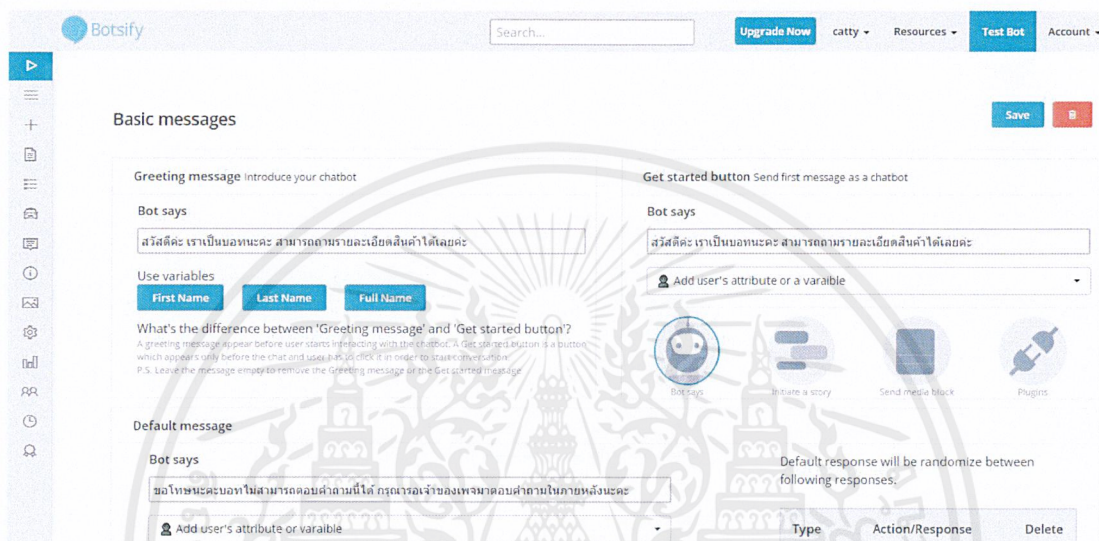 Botsify
Search...
Upgrade Now
catty
Resources
Test Bot
Account
Basic messages
Save
Greeting message Introduce your chatbot
Bot says
สวัสดีค่ะ เราเป็นบอทนะคะ สามารถถามรายละเอียดสินค้าได้เลยค่ะ
Use variables
First Name
Last Name
Full Name
What's the difference between 'Greeting message' and 'Get started button'?
A greeting message appear before user starts interacting with the chatbot. A Get started button is a button
which appears only before the chat and user has to click it in order to start conversation.
P.S. Leave the message empty to remove the Greeting message or the Get started message
Get started button Send first message as a chatbot
Bot says
สวัสดีค่ะ เราเป็นบอทนะคะ สามารถถามรายละเอียดสินค้าได้เลยค่ะ
Add user's attribute or a varaible
Bot says
Initiate a story
Send media block
Plugins
Default message
Bot says
ขอโทษนะคะบอทไม่สามารถตอบคำถามนี้ได้ กรุณารอเจ้าของเพจมาตอบคำถามในภายหลังนะคะ
Add user's attribute or varaible
Default response will be randomize between
following responses.
Type
Action/Response
Delete